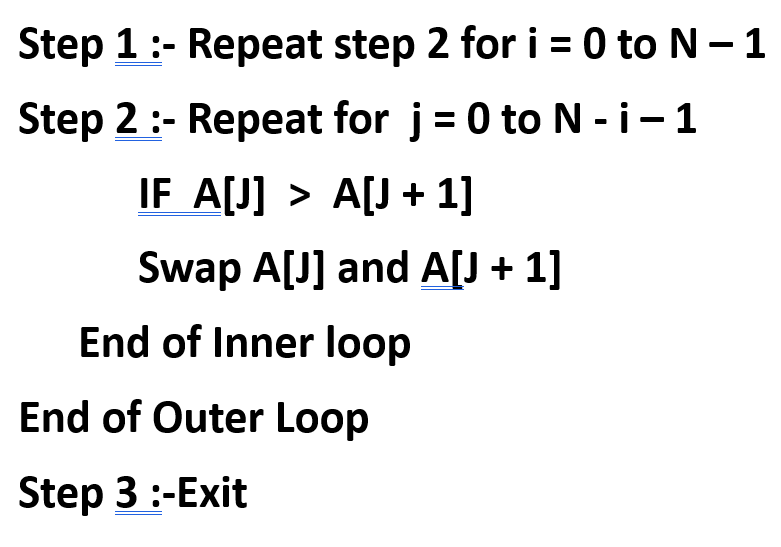 Step 1 :- Repeat step 2 for i = 0 to N – 1
Step 2 :- Repeat for j = 0 to N - i – 1
IF A[J] > A[J + 1]
Swap A[J] and A[J + 1]
End of Inner loop
End of Outer Loop
Step 3 :-Exit